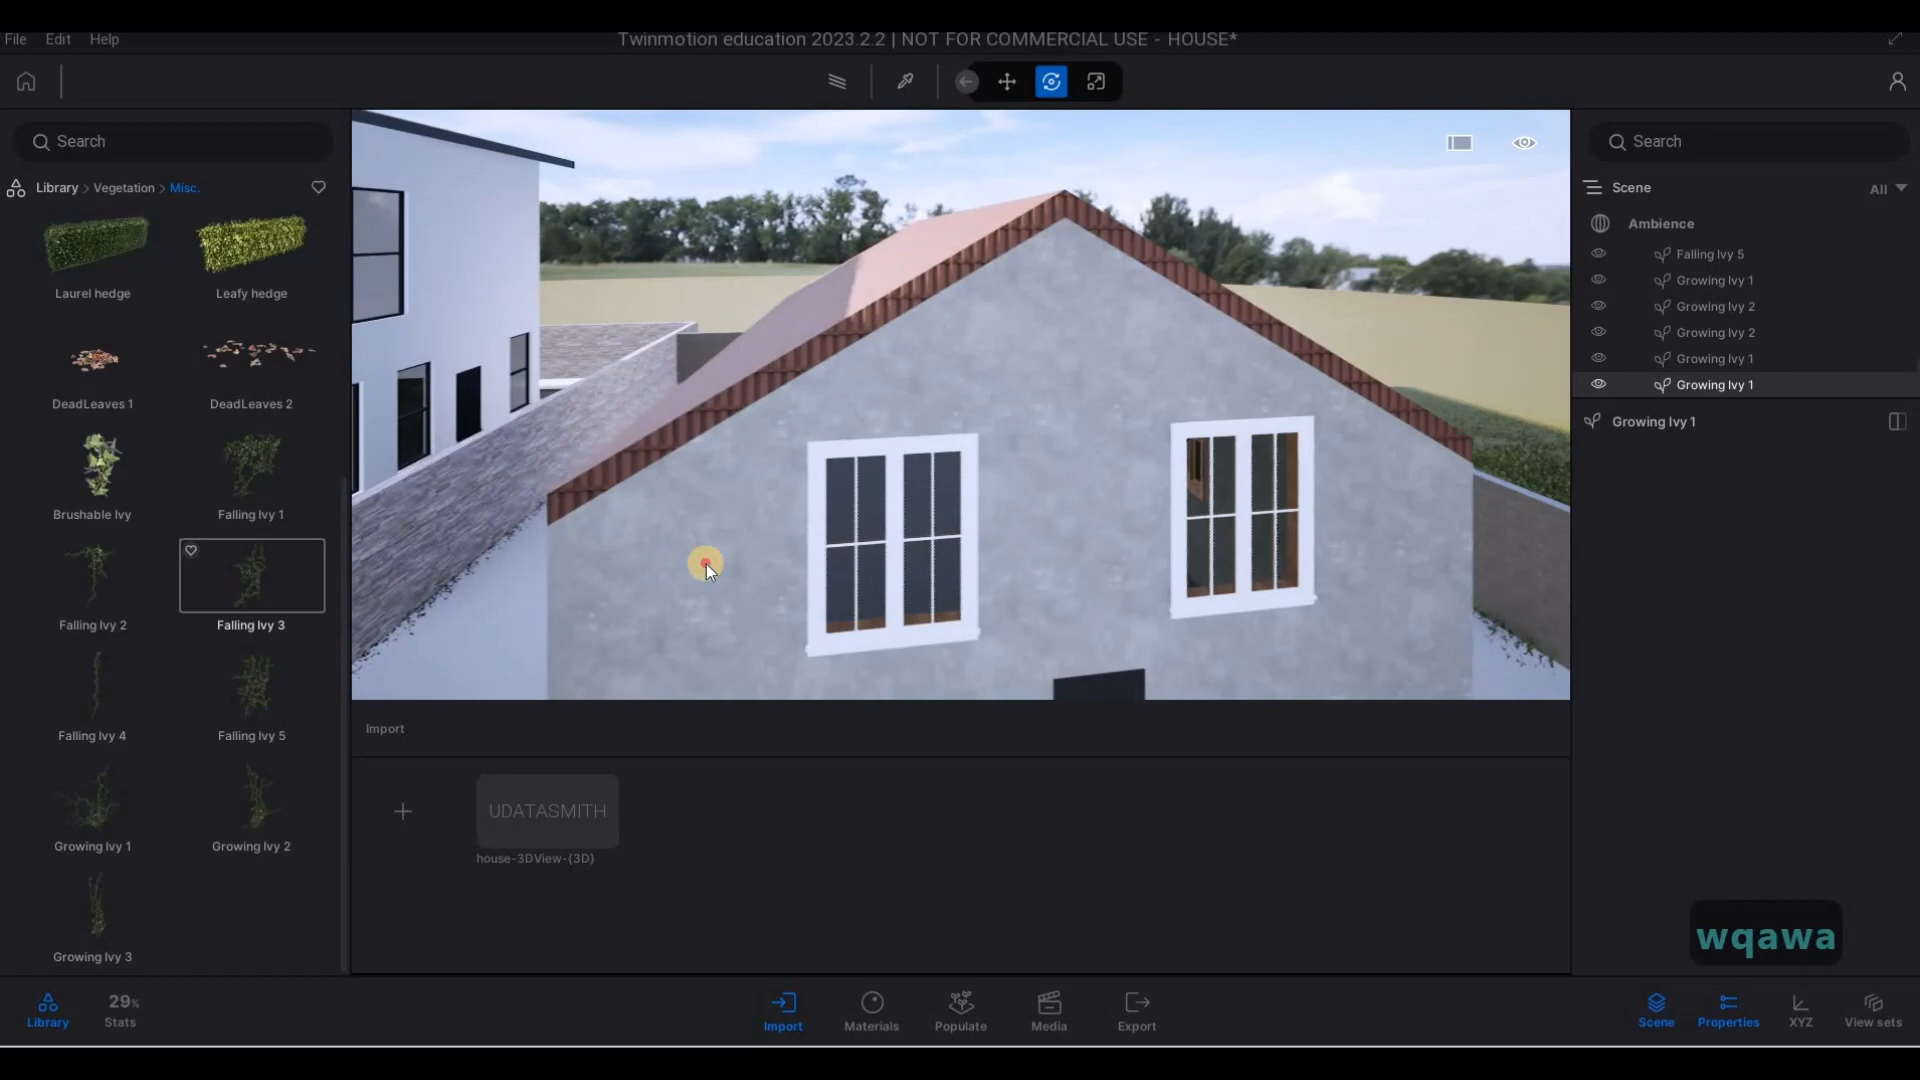 File Edit Help
Twinmotion education 2023.2.2 | NOT FOR COMMERCIAL USE - HOUSE*
Search
Library > Vegetation > Misc.
Laurel hedge
Leafy hedge
DeadLeaves 1
DeadLeaves 2
Brushable Ivy
Falling Ivy 1
Falling Ivy 2
Falling Ivy 3
Falling Ivy 4
Falling Ivy 5
Growing Ivy 1
Growing Ivy 2
Growing Ivy 3
Import
UDATASMITH
house-3DView-{3D}
Search
Scene
All
Ambience
Falling Ivy 5
Growing Ivy 1
Growing Ivy 2
Growing Ivy 2
Growing Ivy 1
Growing Ivy 1
Growing Ivy 1
wqawa
Library
29%
Stats
Import
Materials
Populate
Media
Export
Scene
Properties
XYZ
View sets